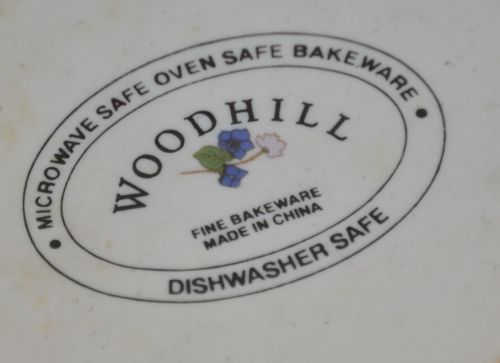 MICROWAVE SAFE OVEN SAFE BAKEWARE
WOODHILL
FINE BAKEWARE
MADE IN CHINA
DISHWASHER SAFE